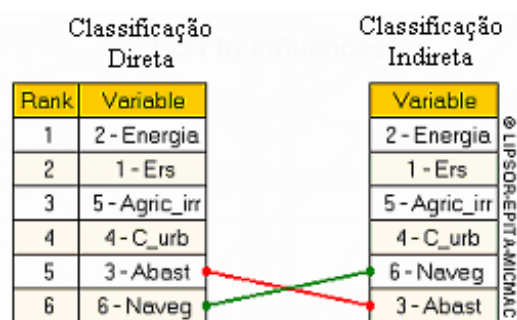 Classificação Direta
Classificação Indireta
Rank Variable Variable
1 2 - Energia 2 - Energia
2 1 - Ers 1 - Ers
3 5 - Agric_irr 5 - Agric_irr
4 4 - C_urb 4 - C_urb
5 3 - Abast 6 - Naveg
6 6 - Naveg 3 - Abast
© LIPSOR-EPITA-MICMAC